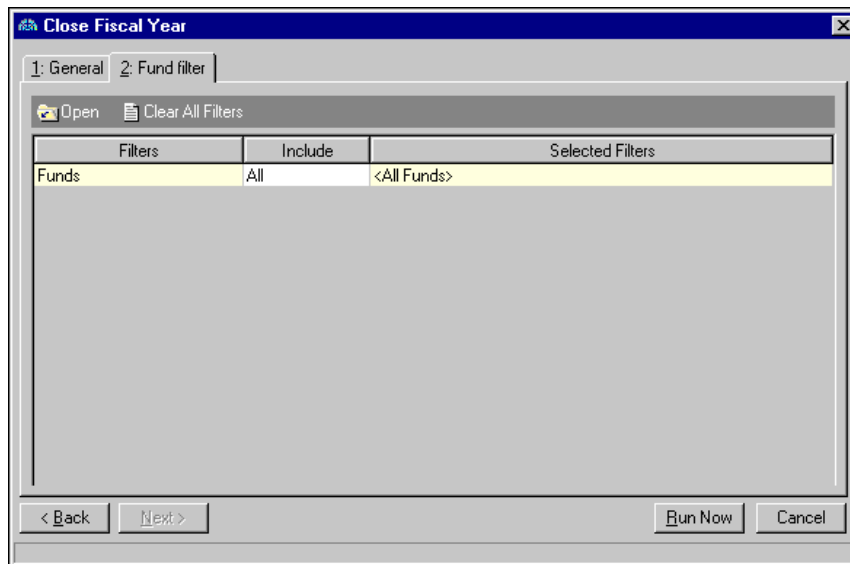 Close Fiscal Year
1: General 2: Fund filter
Open Clear All Filters
Filters Include Selected Filters
Funds All <All Funds>
< Back Next > Run Now Cancel